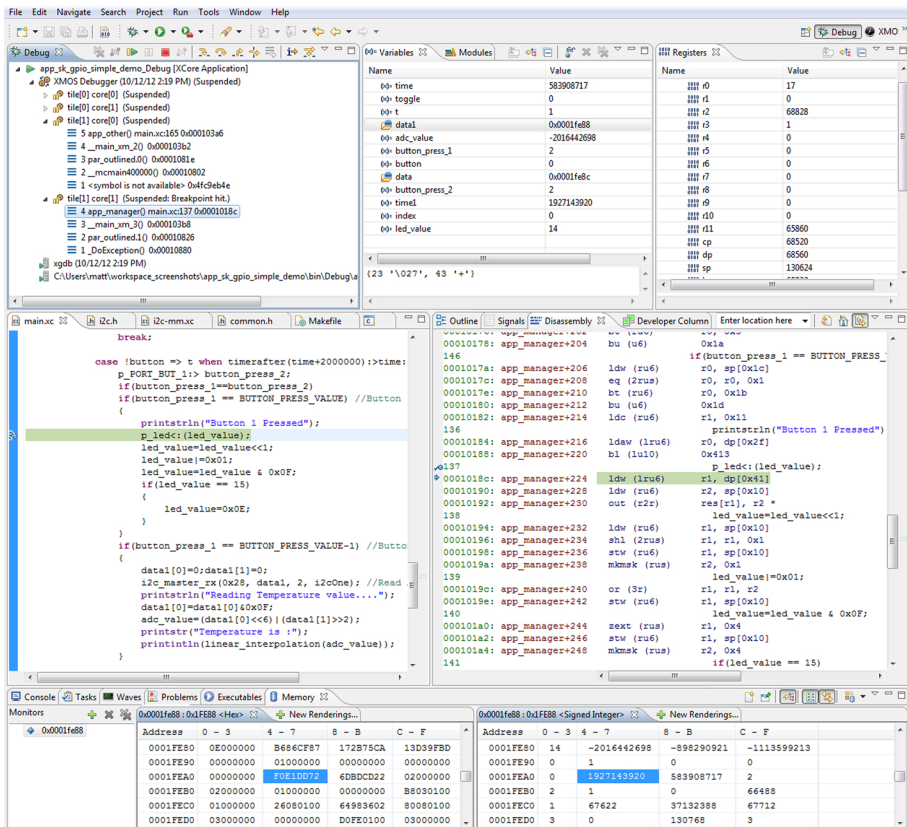 File Edit Navigate Search Project Run Tools Window Help
Debug XMO
Debug
app_sk_gpio_simple_demo_Debug [XCore Application]
XMOS Debugger (10/12/12 2:19 PM) (Suspended)
tile[0] core[0] (Suspended)
tile[0] core[1] (Suspended)
tile[1] core[0] (Suspended)
5 app_other() main.xc:165 0x000103a6
4 __main_xm_2() 0x000103b2
3 par_outlined.0() 0x0001081e
2 __mcmain400000() 0x00010802
1 <symbol is not available> 0x4fc9eb4e
tile[1] core[1] (Suspended: Breakpoint hit.)
4 app_manager() main.xc:137 0x0001018c
3 __main_xm_3() 0x000103b8
2 par_outlined.1() 0x00010826
1 _DoException() 0x00010880
xgdb (10/12/12 2:19 PM)
C:\Users\matt\workspace_screenshots\app_sk_gpio_simple_demo\bin\Debug\a
Variables Modules
Name Value
time 583908717
toggle 0
t 1
data1 0x0001fe88
adc_value -2016442698
button_press_1 2
button 0
data 0x0001fe8c
button_press_2 2
time1 1927143920
index 0
led_value 14
{23 '\027', 43 '+'}
Registers
Name Value
r0 17
r1 0
r2 68828
r3 1
r4 0
r5 0
r6 0
r7 0
r8 0
r9 0
r10 0
r11 65860
cp 68520
dp 68560
sp 130624
main.xc i2c.h i2c-mm.xc common.h Makefile
break;
case !button => t when timerafter(time+2000000):>time:
p_PORT_BUT_1:> button_press_2;
if(button_press_1==button_press_2)
if(button_press_1 == BUTTON_PRESS_VALUE) //Button
{
printstrln("Button 1 Pressed");
p_led<:(led_value);
led_value=led_value<<1;
led_value|=0x01;
led_value=led_value & 0x0F;
if(led_value == 15)
{
led_value=0x0E;
}
}
if(button_press_1 == BUTTON_PRESS_VALUE-1) //Butto
{
data1[0]=0;data1[1]=0;
i2c_master_rx(0x28, data1, 2, i2cOne); //Read
printstrln("Reading Temperature value....");
data1[0]=data1[0]&0x0F;
adc_value=(data1[0]<<6)|(data1[1]>>2);
printstr("Temperature is :");
printintln(linear_interpolation(adc_value));
}
Outline Signals Disassembly Developer Column Enter location here
00010178: app_manager+204 bu (u6) 0x1a
146 if(button_press_1 == BUTTON_PRESS_
0001017a: app_manager+206 ldw (ru6) r0, sp[0x1c]
0001017c: app_manager+208 eq (2rus) r0, r0, 0x1
0001017e: app_manager+210 bt (ru6) r0, 0x1b
00010180: app_manager+212 bu (u6) 0x1d
00010182: app_manager+214 ldc (ru6) r1, 0x11
136 printstrln("Button 1 Pressed")
00010184: app_manager+216 ldaw (lru6) r0, dp[0x2f]
00010188: app_manager+220 bl (lu10) 0x413
137 p_led<:(led_value);
0001018c: app_manager+224 ldw (lru6) r1, dp[0x41]
00010190: app_manager+228 ldw (ru6) r2, sp[0x10]
00010192: app_manager+230 out (r2r) res[r1], r2 *
138 led_value=led_value<<1;
00010194: app_manager+232 ldw (ru6) r1, sp[0x10]
00010196: app_manager+234 shl (2rus) r1, r1, 0x1
00010198: app_manager+236 stw (ru6) r1, sp[0x10]
0001019a: app_manager+238 mkmsk (rus) r2, 0x1
139 led_value|=0x01;
0001019c: app_manager+240 or (3r) r1, r1, r2
0001019e: app_manager+242 stw (ru6) r1, sp[0x10]
140 led_value=led_value & 0x0F;
000101a0: app_manager+244 zext (rus) r1, 0x4
000101a2: app_manager+246 stw (ru6) r1, sp[0x10]
000101a4: app_manager+248 mkmsk (rus) r2, 0x4
141 if(led_value == 15)
Console Tasks Waves Problems Executables Memory
Monitors
0x0001fe88
0x0001fe88 : 0x1FE88 <Hex> New Renderings...
Address 0 - 3 4 - 7 8 - B C - F
0001FE80 0E000000 B686CF87 172B75CA 13D39FBD
0001FE90 00000000 01000000 00000000 00000000
0001FEA0 00000000 F0E1DD72 6DBDCD22 02000000
0001FEB0 02000000 01000000 00000000 B8030100
0001FEC0 01000000 26080100 64983602 80080100
0001FED0 03000000 00000000 D0FE0100 03000000
0x0001fe88 : 0x1FE88 <Signed Integer> New Renderings...
Address 0 - 3 4 - 7 8 - B C - F
0001FE80 14 -2016442698 -898290921 -1113599213
0001FE90 0 1 0 0
0001FEA0 0 1927143920 583908717 2
0001FEB0 2 1 0 66488
0001FEC0 1 67622 37132388 67712
0001FED0 3 0 130768 3